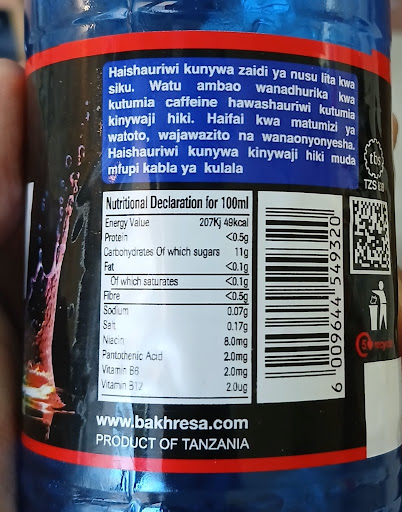 Haishauriwi kunywa zaidi ya nusu lita kwa
siku. Watu ambao wanadhurika kwa
kutumia caffeine hawashauriwi kutumia
kinywaji hiki. Haifai kwa matumizi ya
watoto, wajawazito na wanaonyonyesha.
Haishauriwi kunywa kinywaji hiki muda
mfupi kabla ya kulala
Nutritional Declaration for 100ml
Energy Value 207Kj 49kcal
Protein <0.5g
Carbohydrates Of which sugars 11g
Fat <0.1g
Of which saturates <0.1g
Fibre <0.5g
Sodium 0.07g
Salt 0.17g
Niacin 8.0mg
Pantothenic Acid 2.0mg
Vitamin B6 2.0mg
Vitamin B12 2.0ug
www.bakhresa.com
PRODUCT OF TANZANIA
6 009644 549320
tbs